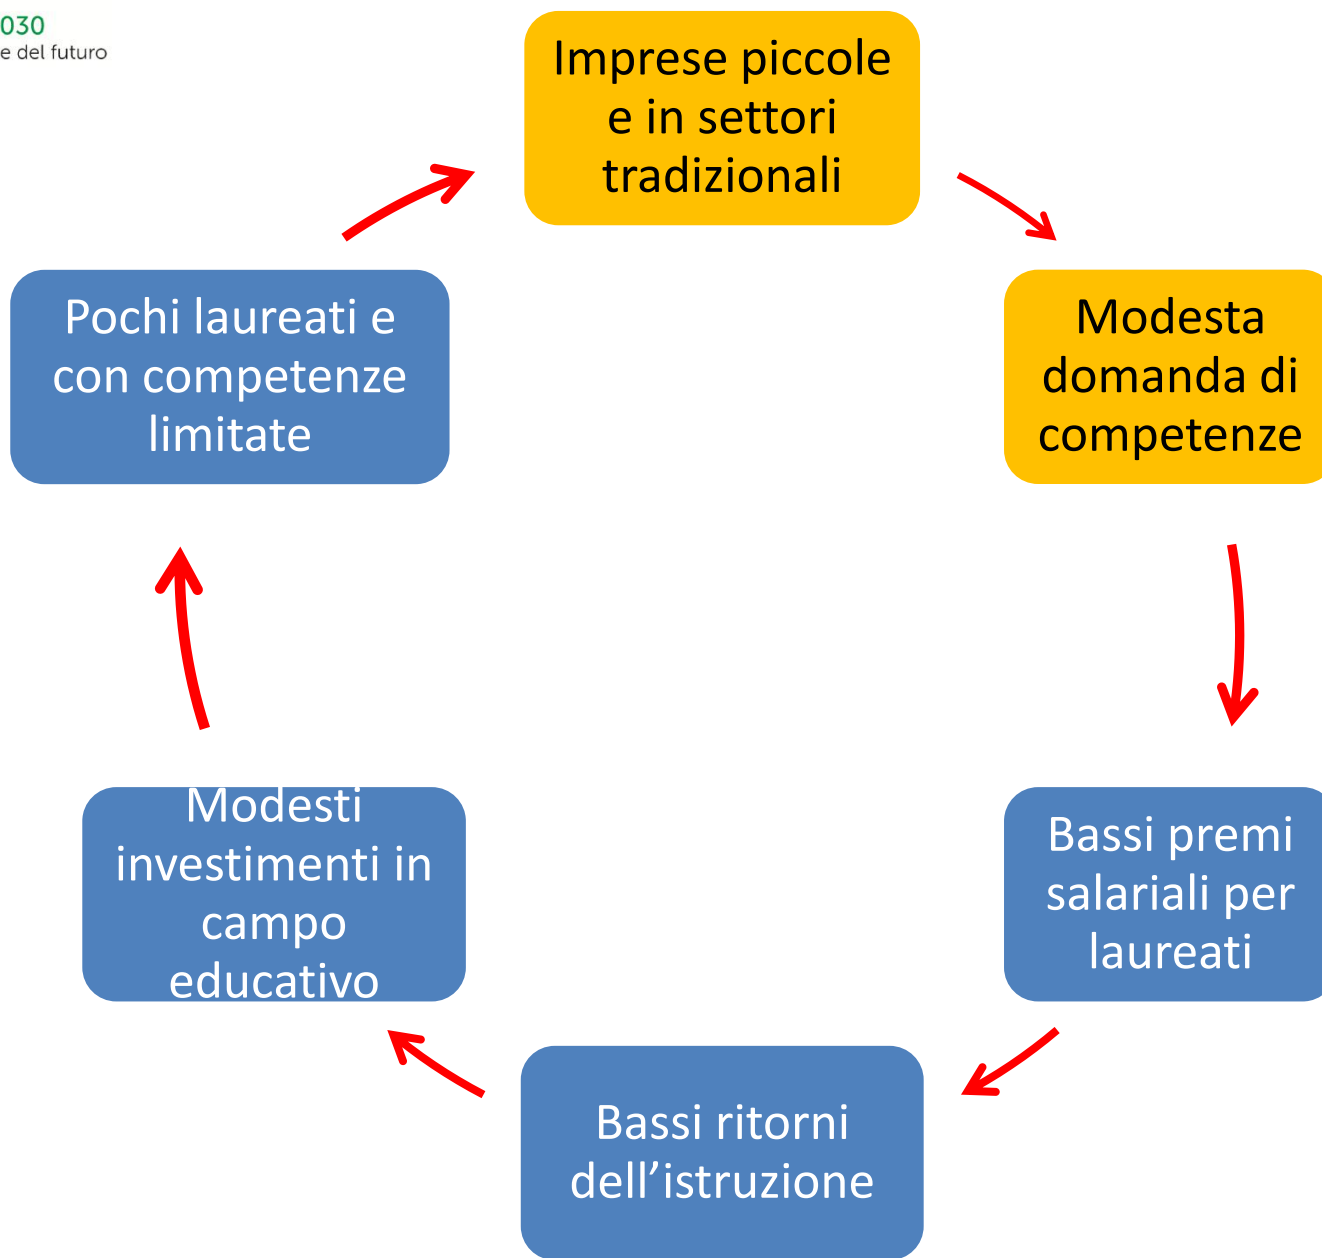 030
e del futuro
Imprese piccole
e in settori
tradizionali
Modesta
domanda di
competenze
Bassi premi
salariali per
laureati
Bassi ritorni
dell’istruzione
Modesti
investimenti in
campo
educativo
Pochi laureati e
con competenze
limitate